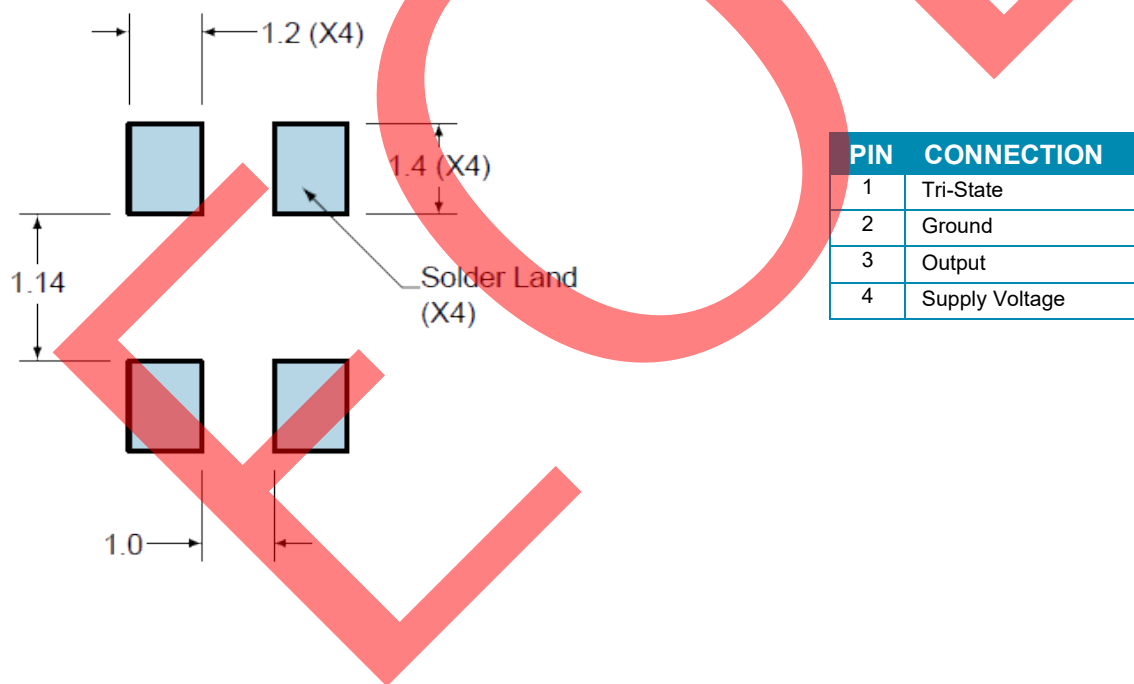 1.2 (X4)
1.4 (X4)
1.14
Solder Land
(X4)
1.0
PIN CONNECTION
1 Tri-State
2 Ground
3 Output
4 Supply Voltage